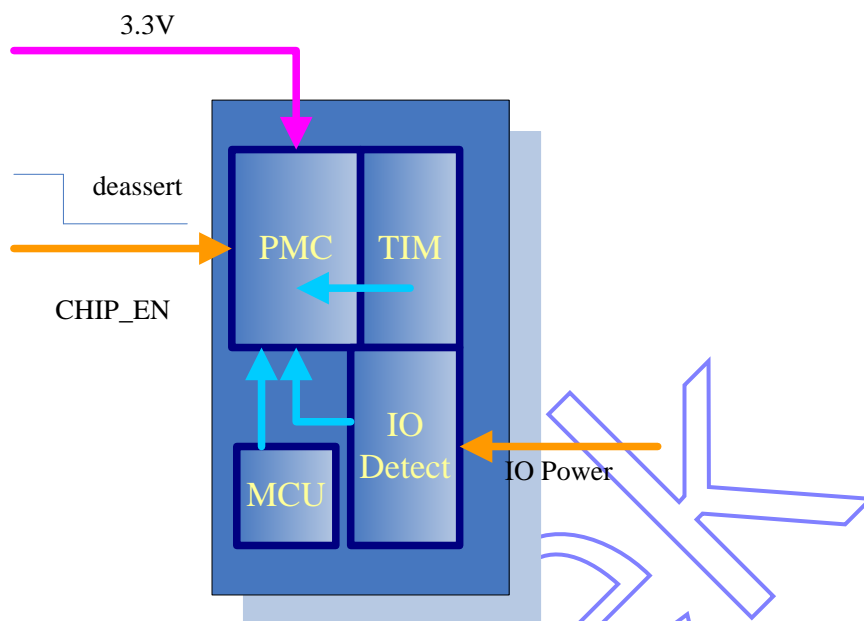 3.3V
deassert
PMC
TIM
CHIP_EN
IO
Detect
IO Power
MCU